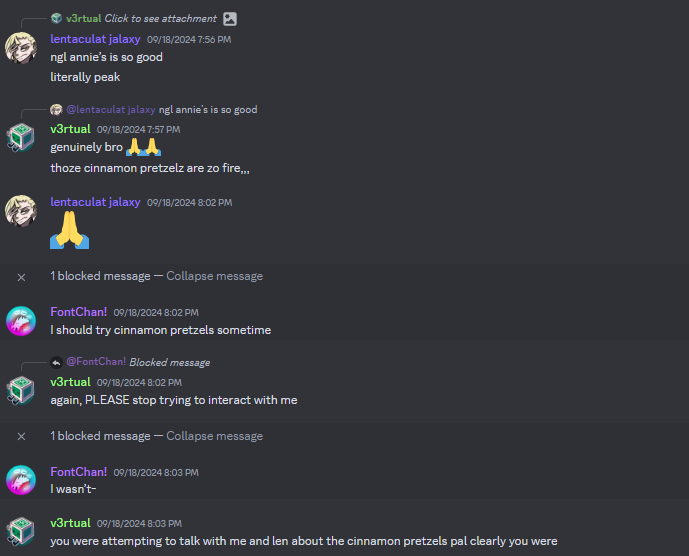 v3rtual Click to see attachment
lentaculat jalaxy 09/18/2024 7:56 PM
ngl annie's is so good
literally peak
@lentaculat jalaxy ngl annie's is so good
v3rtual 09/18/2024 7:57 PM
genuinely bro 🙏🙏
thoze cinnamon pretzelz are zo fire,,,
lentaculat jalaxy 09/18/2024 8:02 PM
🙏
1 blocked message — Collapse message
FontChan! 09/18/2024 8:02 PM
I should try cinnamon pretzels sometime
@FontChan! Blocked message
v3rtual 09/18/2024 8:02 PM
again, PLEASE stop trying to interact with me
1 blocked message — Collapse message
FontChan! 09/18/2024 8:03 PM
I wasn't-
v3rtual 09/18/2024 8:03 PM
you were attempting to talk with me and len about the cinnamon pretzels pal clearly you were